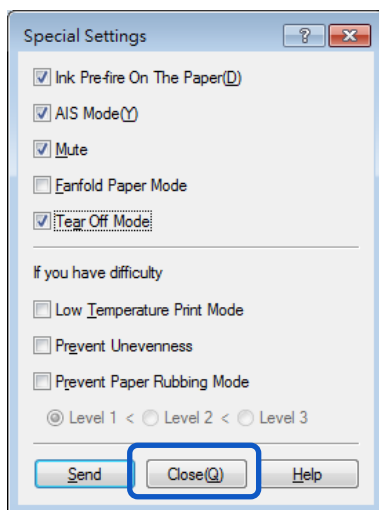 Special Settings
Ink Pre-fire On The Paper(D)
AIS Mode(Y)
Mute
Fanfold Paper Mode
Tear Off Mode
If you have difficulty
Low Temperature Print Mode
Prevent Unevenness
Prevent Paper Rubbing Mode
Level 1 < Level 2 < Level 3
Send Close(Q) Help